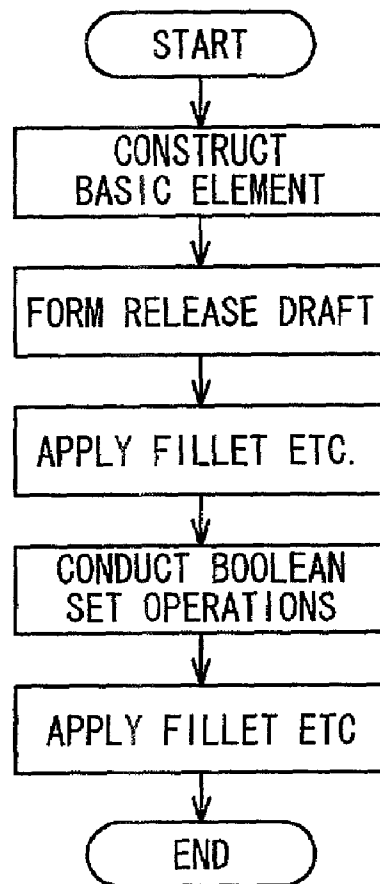 START
CONSTRUCT
BASIC ELEMENT
FORM RELEASE DRAFT
APPLY FILLET ETC.
CONDUCT BOOLEAN
SET OPERATIONS
APPLY FILLET ETC
END